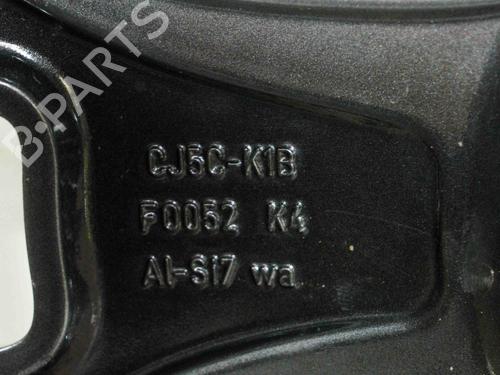 B-PARTS
CJ5C-K1B
F0052 K4
Al-Si7 wa